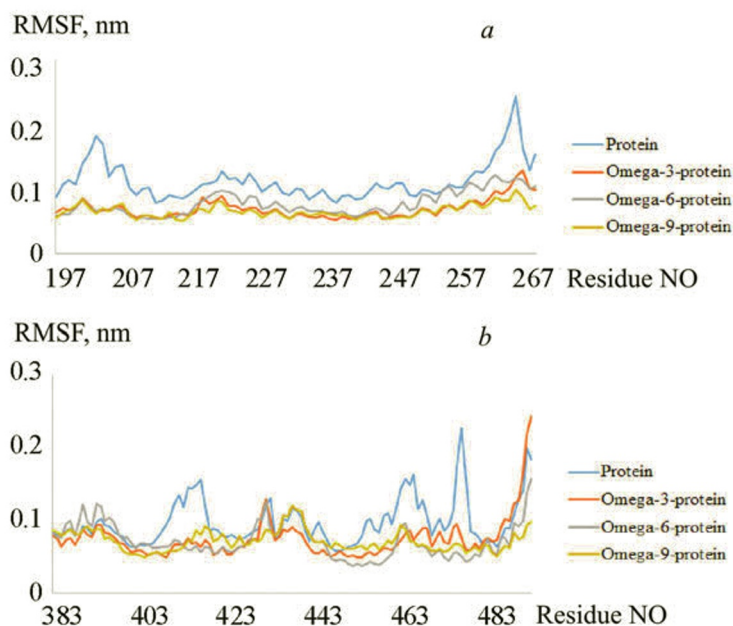 RMSF, nm
a
0.3
0.2
0.1
0
197 207 217 227 237 247 257 267 Residue NO
Protein
Omega-3-protein
Omega-6-protein
Omega-9-protein
RMSF, nm
b
0.3
0.2
0.1
0
383 403 423 443 463 483 Residue NO
Protein
Omega-3-protein
Omega-6-protein
Omega-9-protein